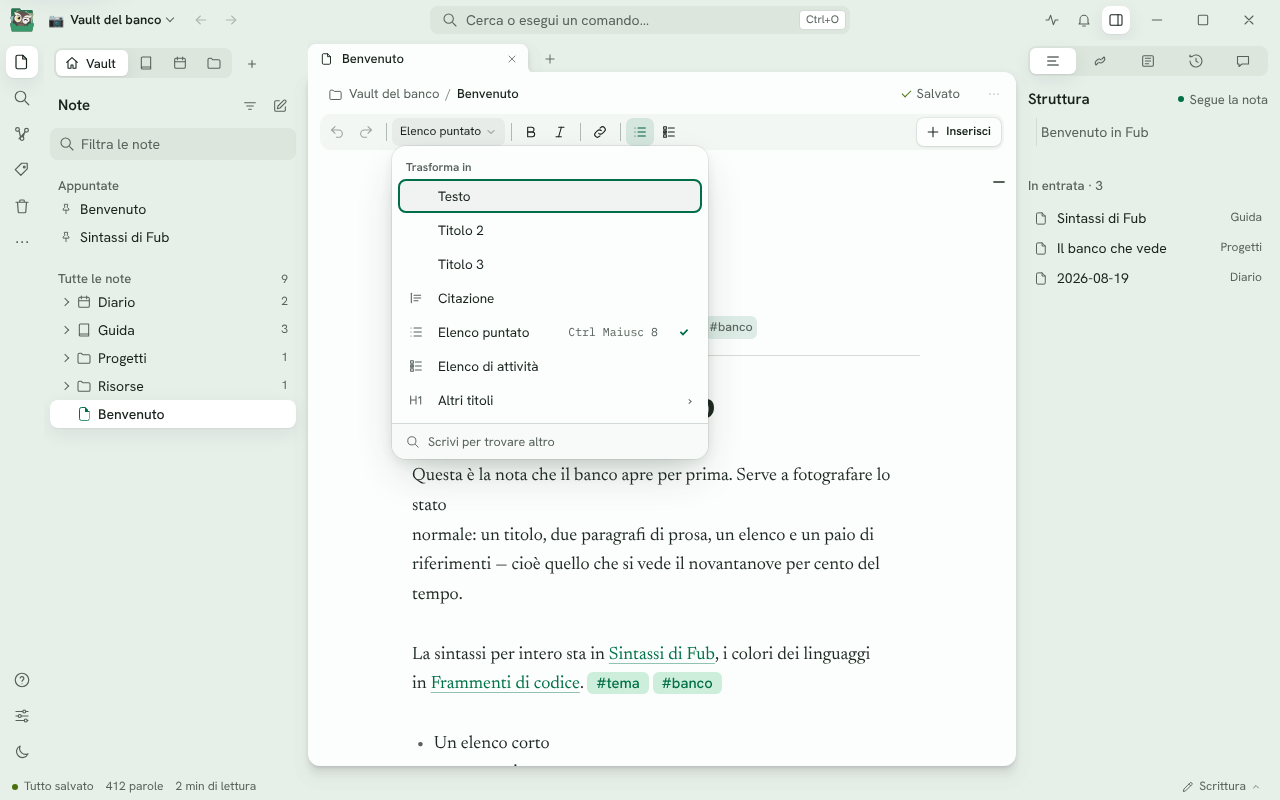 Vault del banco
Cerca o esegui un comando…
Ctrl+O
Vault
Benvenuto
Note
Filtra le note
Appuntate
Benvenuto
Sintassi di Fub
Tutte le note 9
Diario 2
Guida 3
Progetti 1
Risorse 1
Benvenuto
Vault del banco / Benvenuto
Salvato
Elenco puntato
B I
Inserisci
Trasforma in
Testo
Titolo 2
Titolo 3
Citazione
Elenco puntato Ctrl Maiusc 8
Elenco di attività
H1 Altri titoli
Scrivi per trovare altro
#banco
Questa è la nota che il banco apre per prima. Serve a fotografare lo
stato
normale: un titolo, due paragrafi di prosa, un elenco e un paio di
riferimenti — cioè quello che si vede il novantanove per cento del
tempo.
La sintassi per intero sta in Sintassi di Fub, i colori dei linguaggi
in Frammenti di codice. #tema #banco
• Un elenco corto
Struttura
Segue la nota
Benvenuto in Fub
In entrata · 3
Sintassi di Fub Guida
Il banco che vede Progetti
2026-08-19 Diario
Tutto salvato 412 parole 2 min di lettura
Scrittura